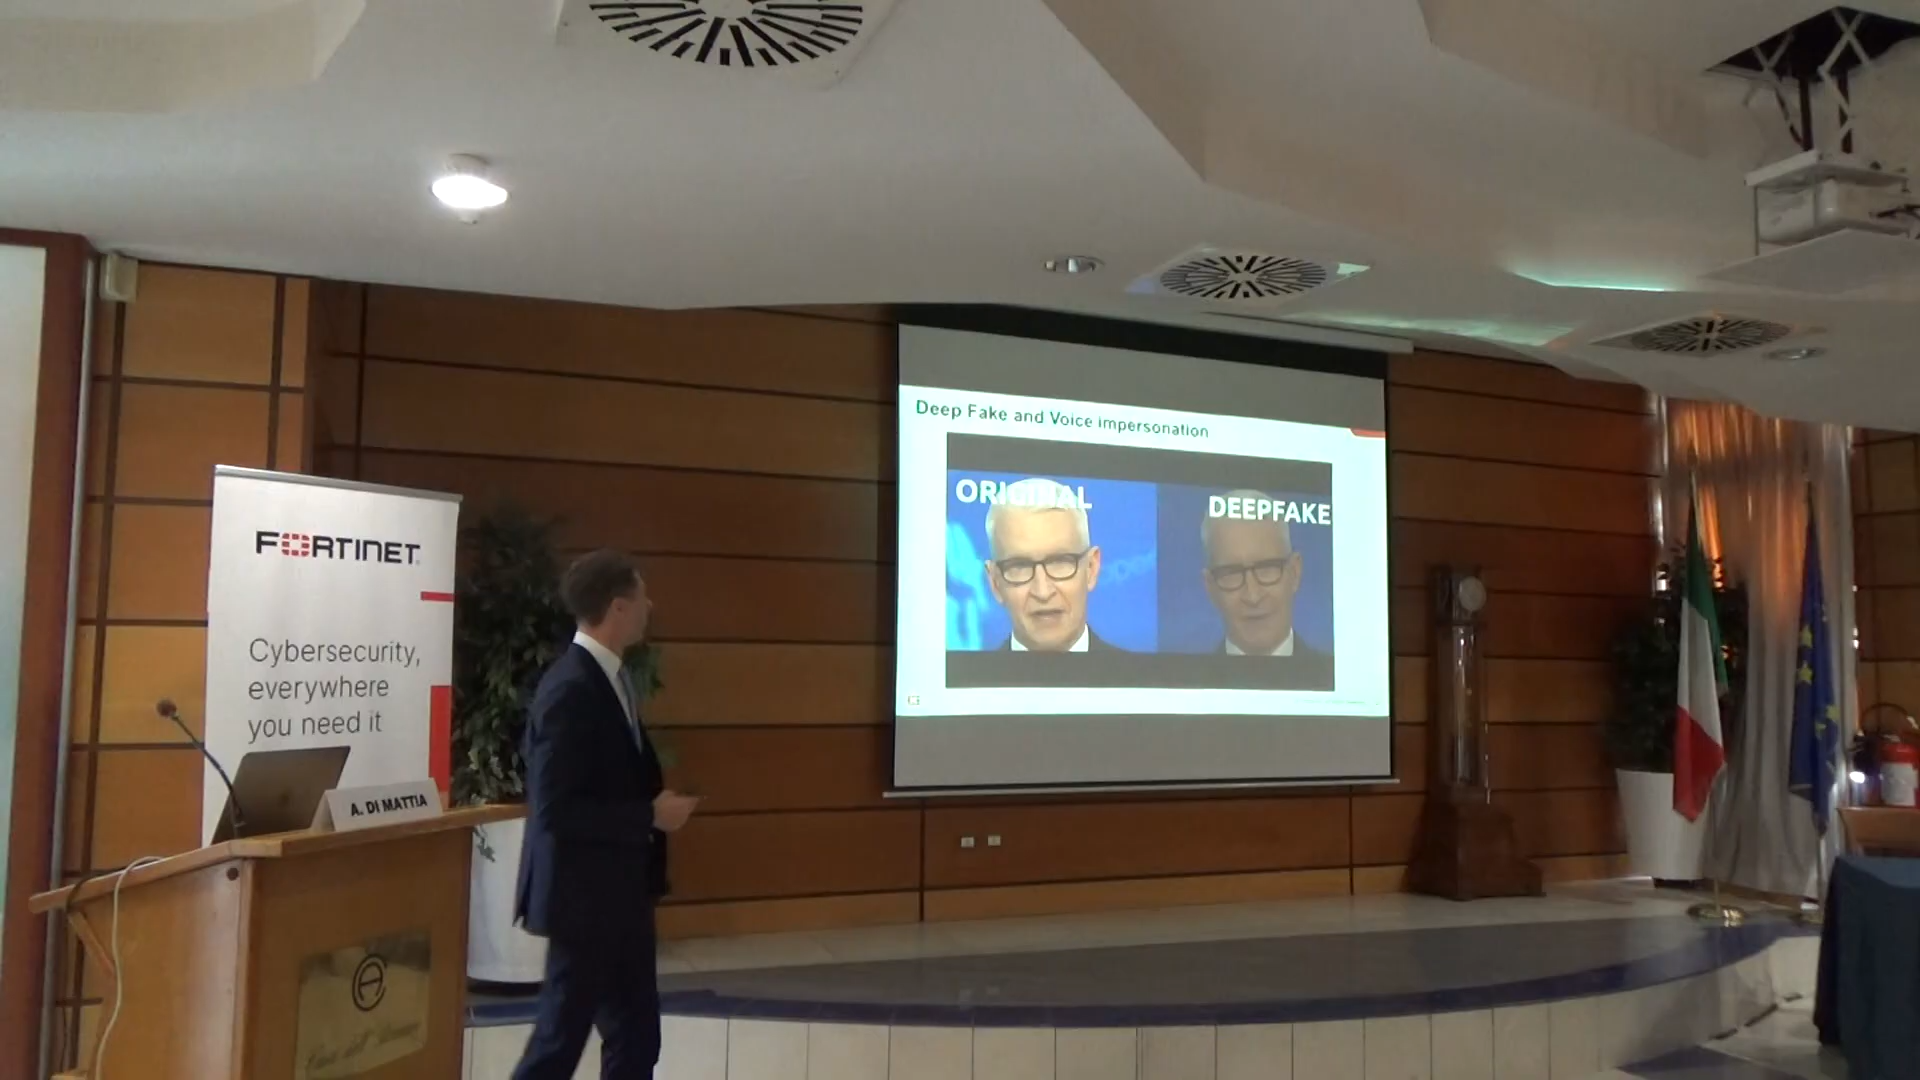 Deep Fake and Voice impersonation
ORIGINAL
DEEPFAKE
FORTINET
Cybersecurity,
everywhere
you need it
A. DI MATTIA